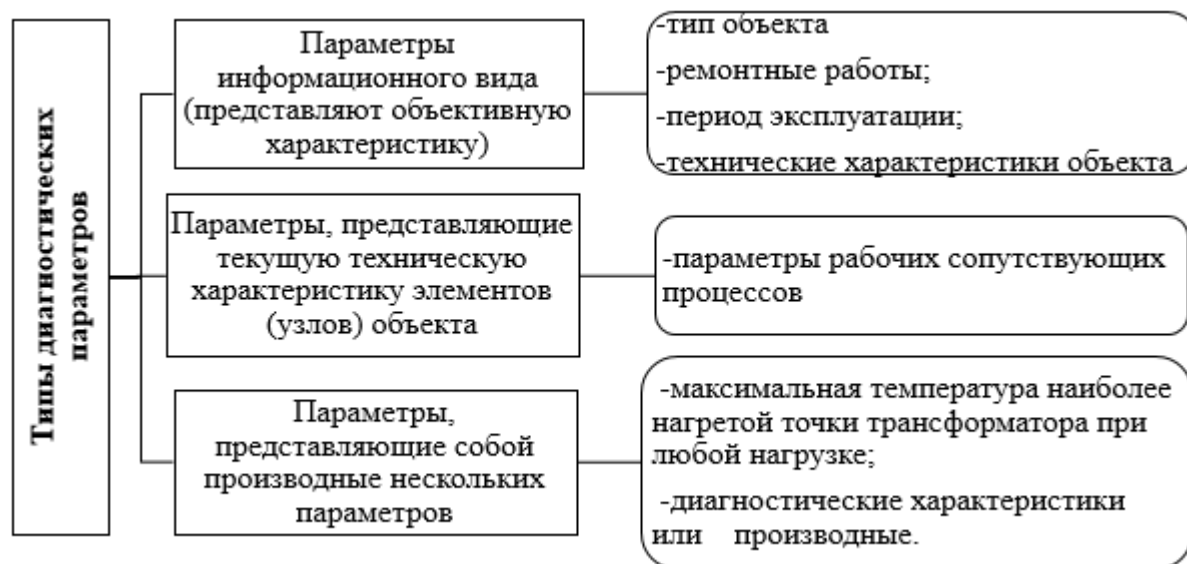 Типы диагностических
параметров
Параметры
информационного вида
(представляют объективную
характеристику)
-тип объекта
-ремонтные работы;
-период эксплуатации;
-технические характеристики объекта
Параметры, представляющие
текущую техническую
характеристику элементов
(узлов) объекта
-параметры рабочих сопутствующих
процессов
Параметры,
представляющие собой
производные нескольких
параметров
-максимальная температура наиболее
нагретой точки трансформатора при
любой нагрузке;
-диагностические характеристики
или производные.